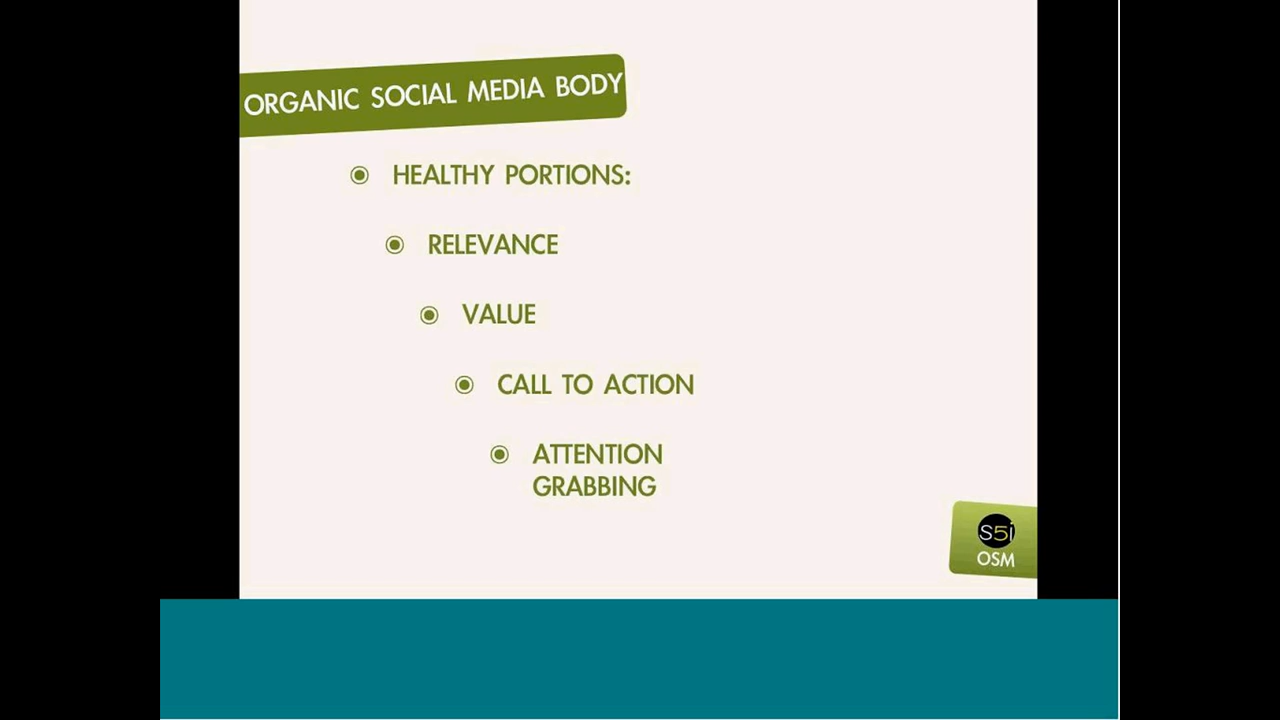 ORGANIC SOCIAL MEDIA BODY
HEALTHY PORTIONS:
RELEVANCE
VALUE
CALL TO ACTION
ATTENTION
GRABBING
S5i
OSM